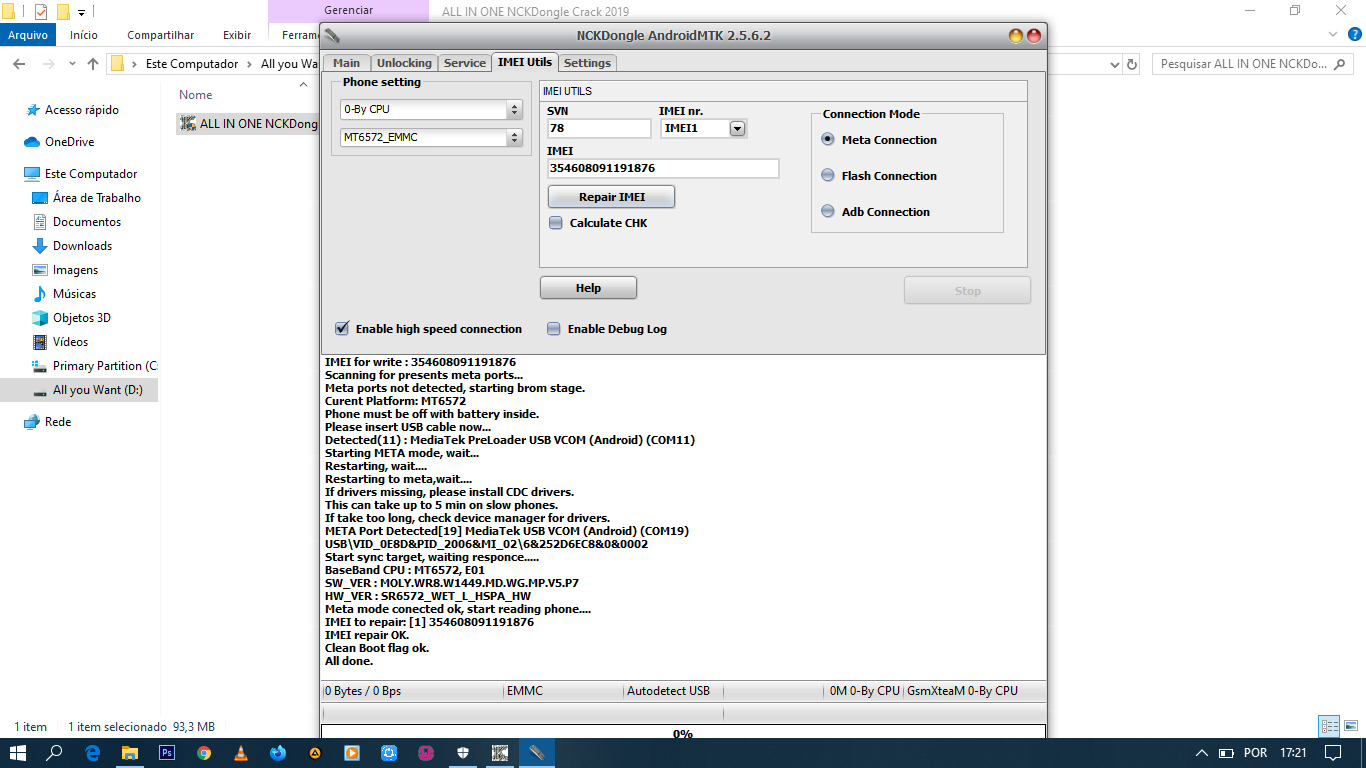 Gerenciar
ALL IN ONE NCKDongle Crack 2019
Arquivo
Início
Compartilhar
Exibir
NCKDongle AndroidMTK 2.5.6.2
Este Computador
All you
Pesquisar ALL IN ONE NCKDo...
Main
Unlocking
Service
IMEI Utils
Settings
Acesso rápido
OneDrive
Este Computador
Área de Trabalho
Documentos
Downloads
Imagens
Músicas
Objetos 3D
Vídeos
Primary Partition (C:
All you Want (D:)
Rede
Nome
ALL IN ONE
Phone setting
0-By CPU
MT6572_EMMC
IMEI UTILS
SVN
IMEI nr.
78
IMEI1
IMEI
354608091191876
Repair IMEI
Calculate CHK
Connection Mode
Meta Connection
Flash Connection
Adb Connection
Help
Stop
Enable high speed connection
Enable Debug Log
IMEI for write : 354608091191876
Scanning for presents meta ports...
Meta ports not detected, starting brom stage.
Curent Platform: MT6572
Phone must be off with battery inside.
Please insert USB cable now...
Detected(11) : MediaTek PreLoader USB VCOM (Android) (COM11)
Starting META mode, wait...
Restarting, wait....
Restarting to meta,wait....
If drivers missing, please install CDC drivers.
This can take up to 5 min on slow phones.
If take too long, check device manager for drivers.
META Port Detected[19] MediaTek USB VCOM (Android) (COM19)
USB\VID_0E8D&PID_2006&MI_02\6&252D6EC8&0&0002
Start sync target, waiting responce.....
BaseBand CPU : MT6572, E01
SW_VER : MOLY.WR8.W1449.MD.WG.MP.V5.P7
HW_VER : SR6572_WET_L_HSPA_HW
Meta mode conected ok, start reading phone....
IMEI to repair: [1] 354608091191876
IMEI repair OK.
Clean Boot flag ok.
All done.
0 Bytes / 0 Bps
EMMC
Autodetect USB
0M 0-By CPU
GsmXteaM 0-By CPU
0%
1 item
1 item selecionado 93,3 MB
POR
17:21